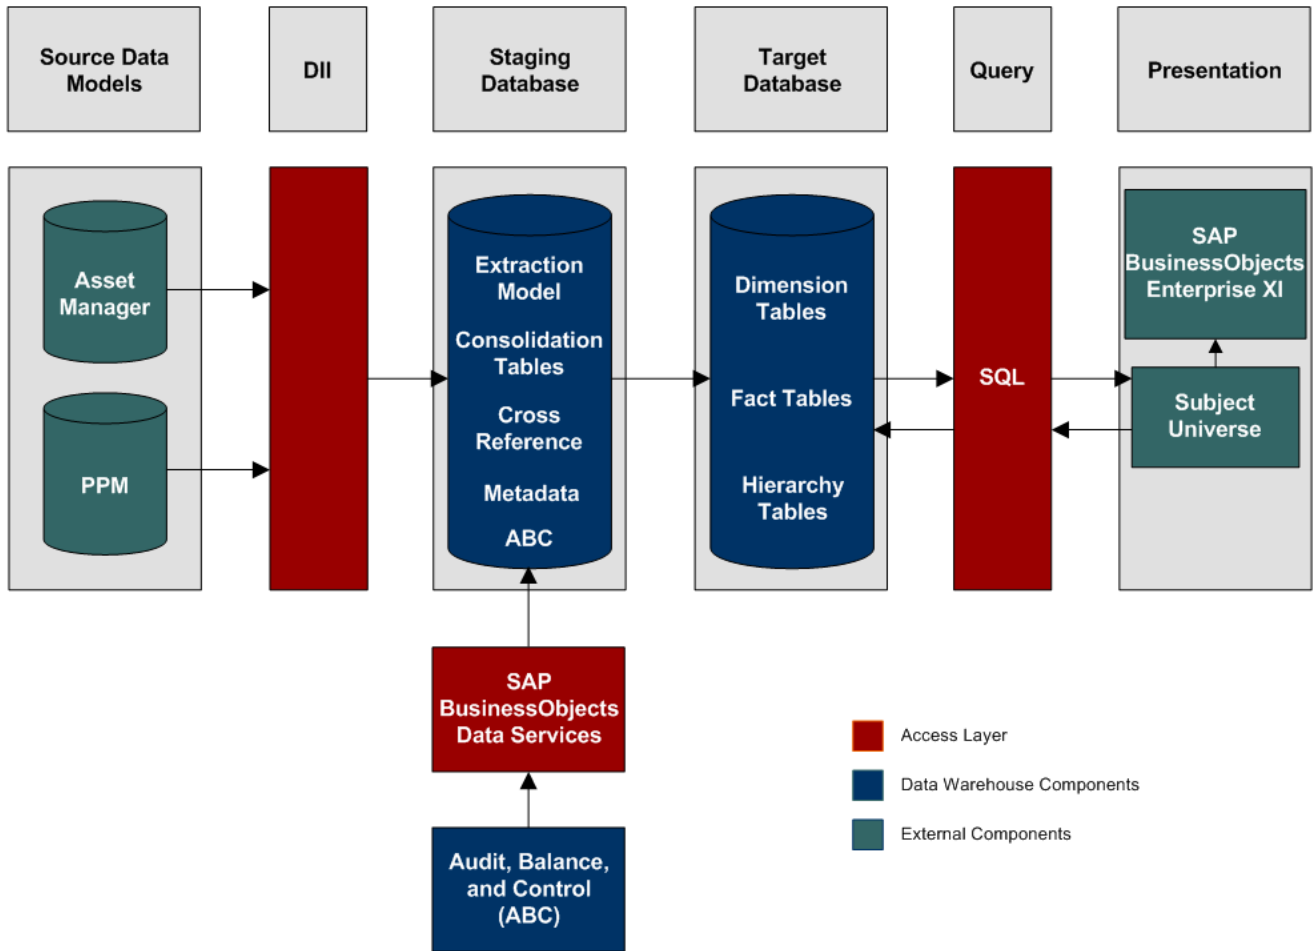 Source Data
Models
DII
Staging
Database
Target
Database
Query
Presentation
Asset
Manager
PPM
Extraction
Model
Consolidation
Tables
Cross
Reference
Metadata
ABC
Dimension
Tables
Fact Tables
Hierarchy
Tables
SQL
SAP
BusinessObjects
Enterprise XI
Subject
Universe
SAP
BusinessObjects
Data Services
Audit, Balance,
and Control
(ABC)
Access Layer
Data Warehouse Components
External Components